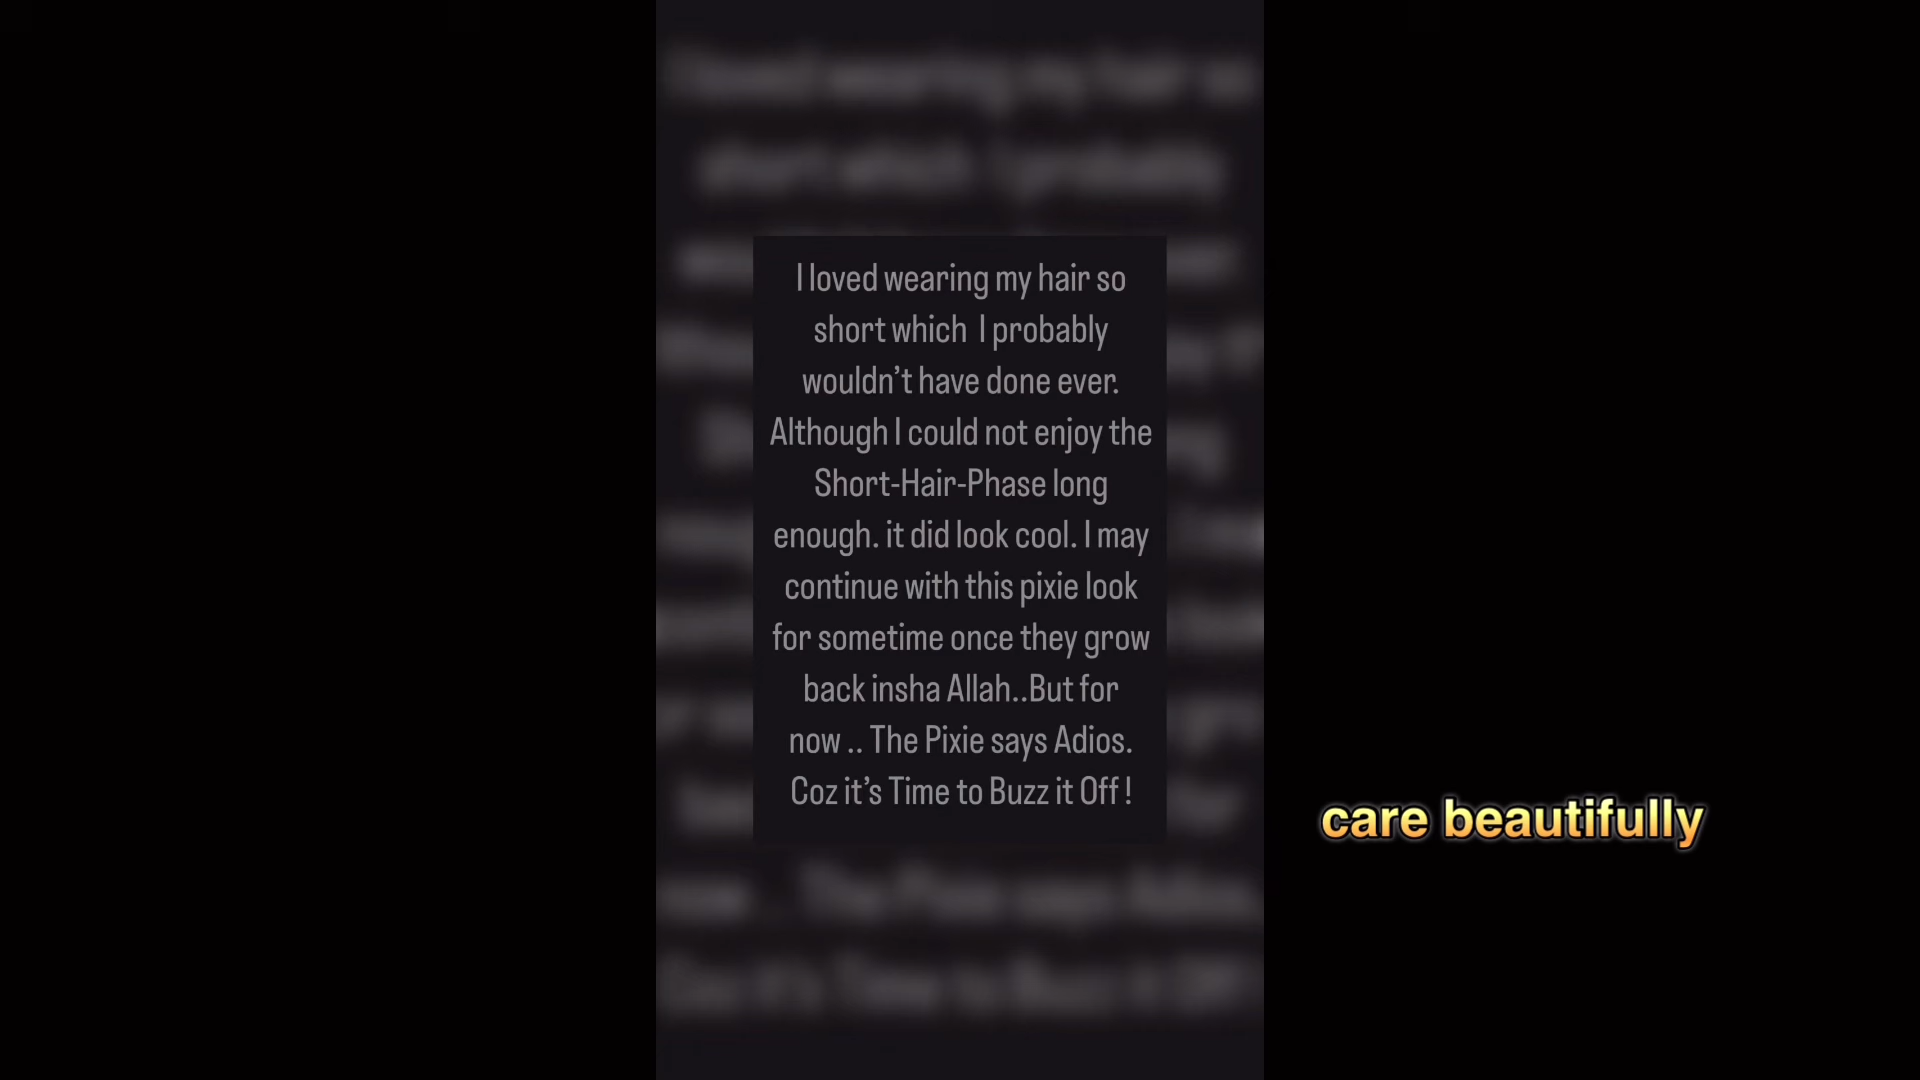 I loved wearing my hair so
short which I probably
wouldn't have done ever.
Although I could not enjoy the
Short-Hair-Phase long
enough. it did look cool. I may
continue with this pixie look
for sometime once they grow
back insha Allah..But for
now .. The Pixie says Adios.
Coz it's Time to Buzz it Off !
care beautifully